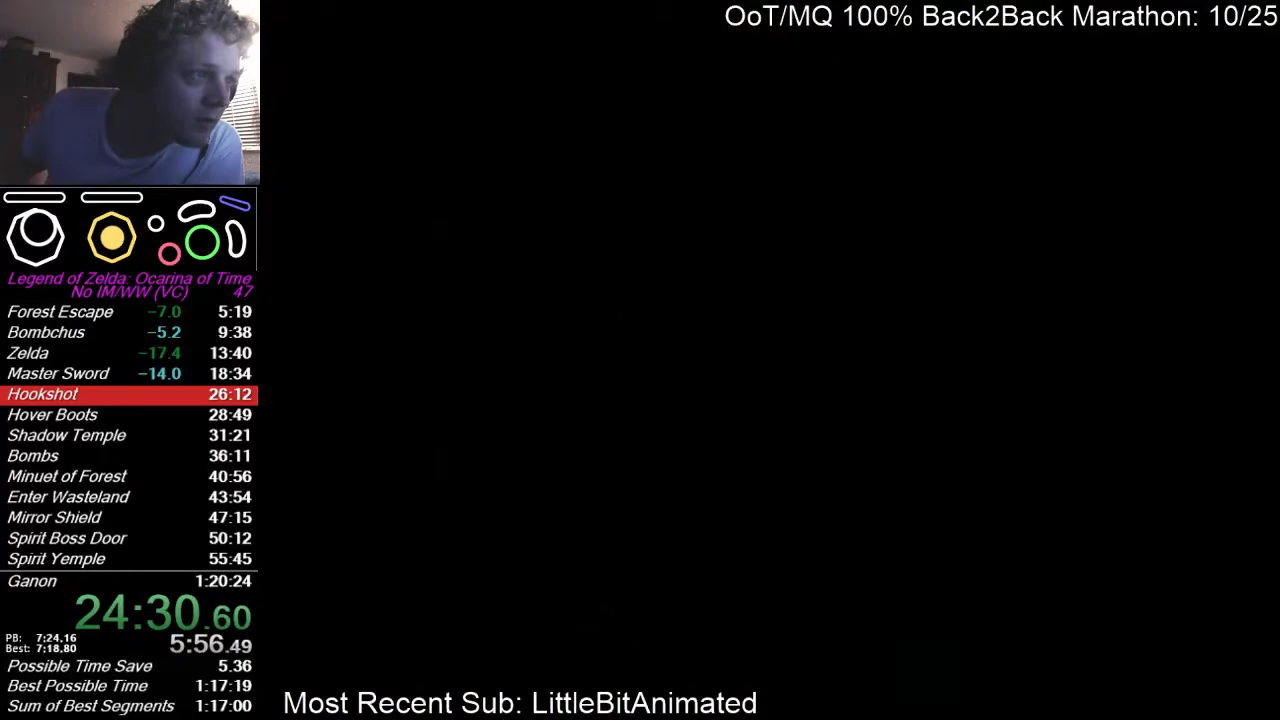 OoT/MQ 100% Back2Back Marathon: 10/25
Legend of Zelda: Ocarina of Time
No IM/WW (VC) 47
Forest Escape -7.0 5:19
Bombchus -5.2 9:38
Zelda -17.4 13:40
Master Sword -14.0 18:34
Hookshot 26:12
Hover Boots 28:49
Shadow Temple 31:21
Bombs 36:11
Minuet of Forest 40:56
Enter Wasteland 43:54
Mirror Shield 47:15
Spirit Boss Door 50:12
Spirit Yemple 55:45
Ganon 1:20:24
24:30.60
PB: 7:24.16
Best: 7:18.80 5:56.49
Possible Time Save 5.36
Best Possible Time 1:17:19
Sum of Best Segments 1:17:00
Most Recent Sub: LittleBitAnimated